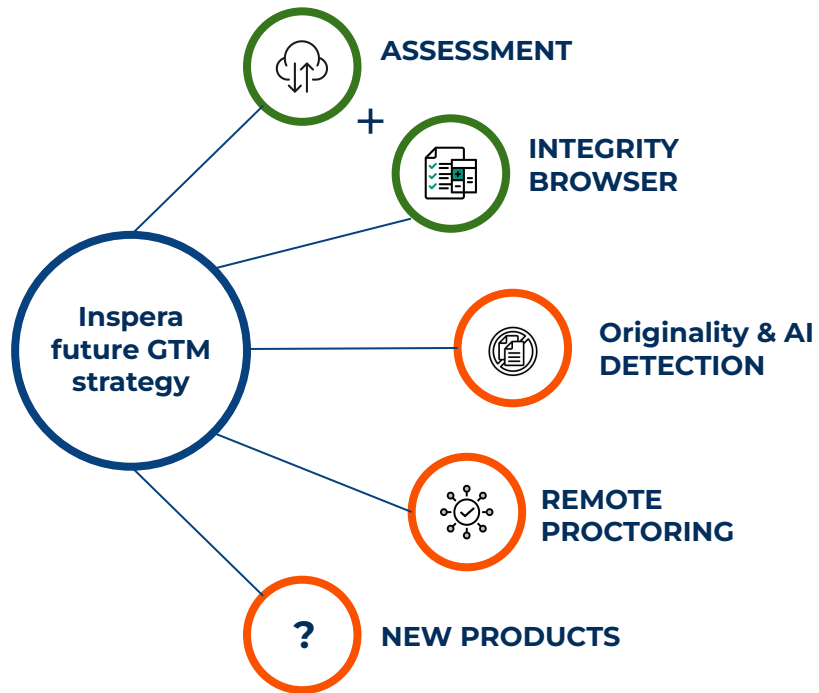 ASSESSMENT
+
INTEGRITY
BROWSER
Inspera
future GTM
strategy
Originality & AI
DETECTION
REMOTE
PROCTORING
?
NEW PRODUCTS